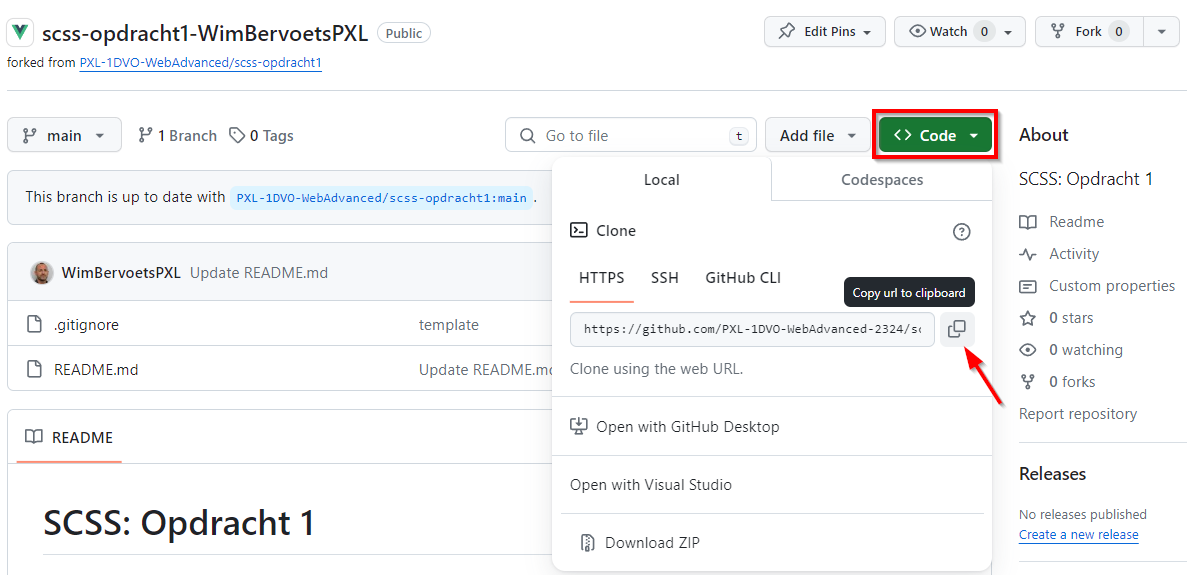 scss-opdracht1-WimBervoetsPXL Public
Edit Pins
Watch 0
Fork 0
forked from PXL-1DVO-WebAdvanced/scss-opdracht1
main
1 Branch
0 Tags
Go to file
t
Add file
<> Code
This branch is up to date with PXL-1DVO-WebAdvanced/scss-opdracht1:main .
WimBervoetsPXL Update README.md
.gitignore template
README.md Update README.md
README
SCSS: Opdracht 1
Local
Codespaces
Clone
HTTPS
SSH
GitHub CLI
Copy url to clipboard
https://github.com/PXL-1DVO-WebAdvanced-2324/sc
Clone using the web URL.
Open with GitHub Desktop
Open with Visual Studio
Download ZIP
About
SCSS: Opdracht 1
Readme
Activity
Custom properties
0 stars
0 watching
0 forks
Report repository
Releases
No releases published
Create a new release